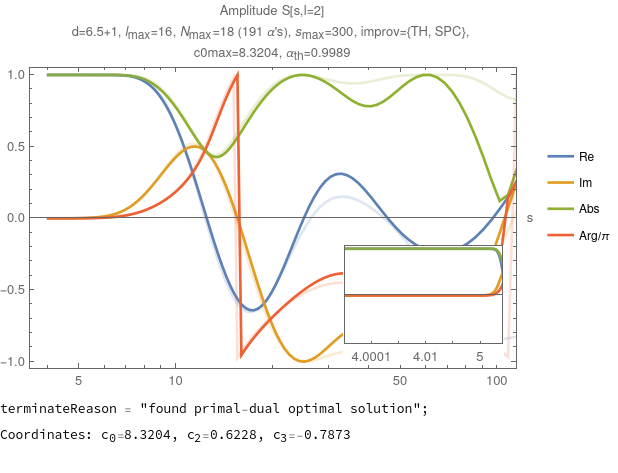 Amplitude S[s,l=2]
d=6.5+1, lmax=16, Nmax=18 (191 α's), smax=300, improv={TH, SPC},
c0max=8.3204, αth=0.9989
1.0
0.5
0.0
-0.5
-1.0
5
10
50
100
s
4.0001
4.01
5
Re
Im
Abs
Arg/π
terminateReason = "found primal-dual optimal solution";
Coordinates: c0=8.3204, c2=0.6228, c3=-0.7873